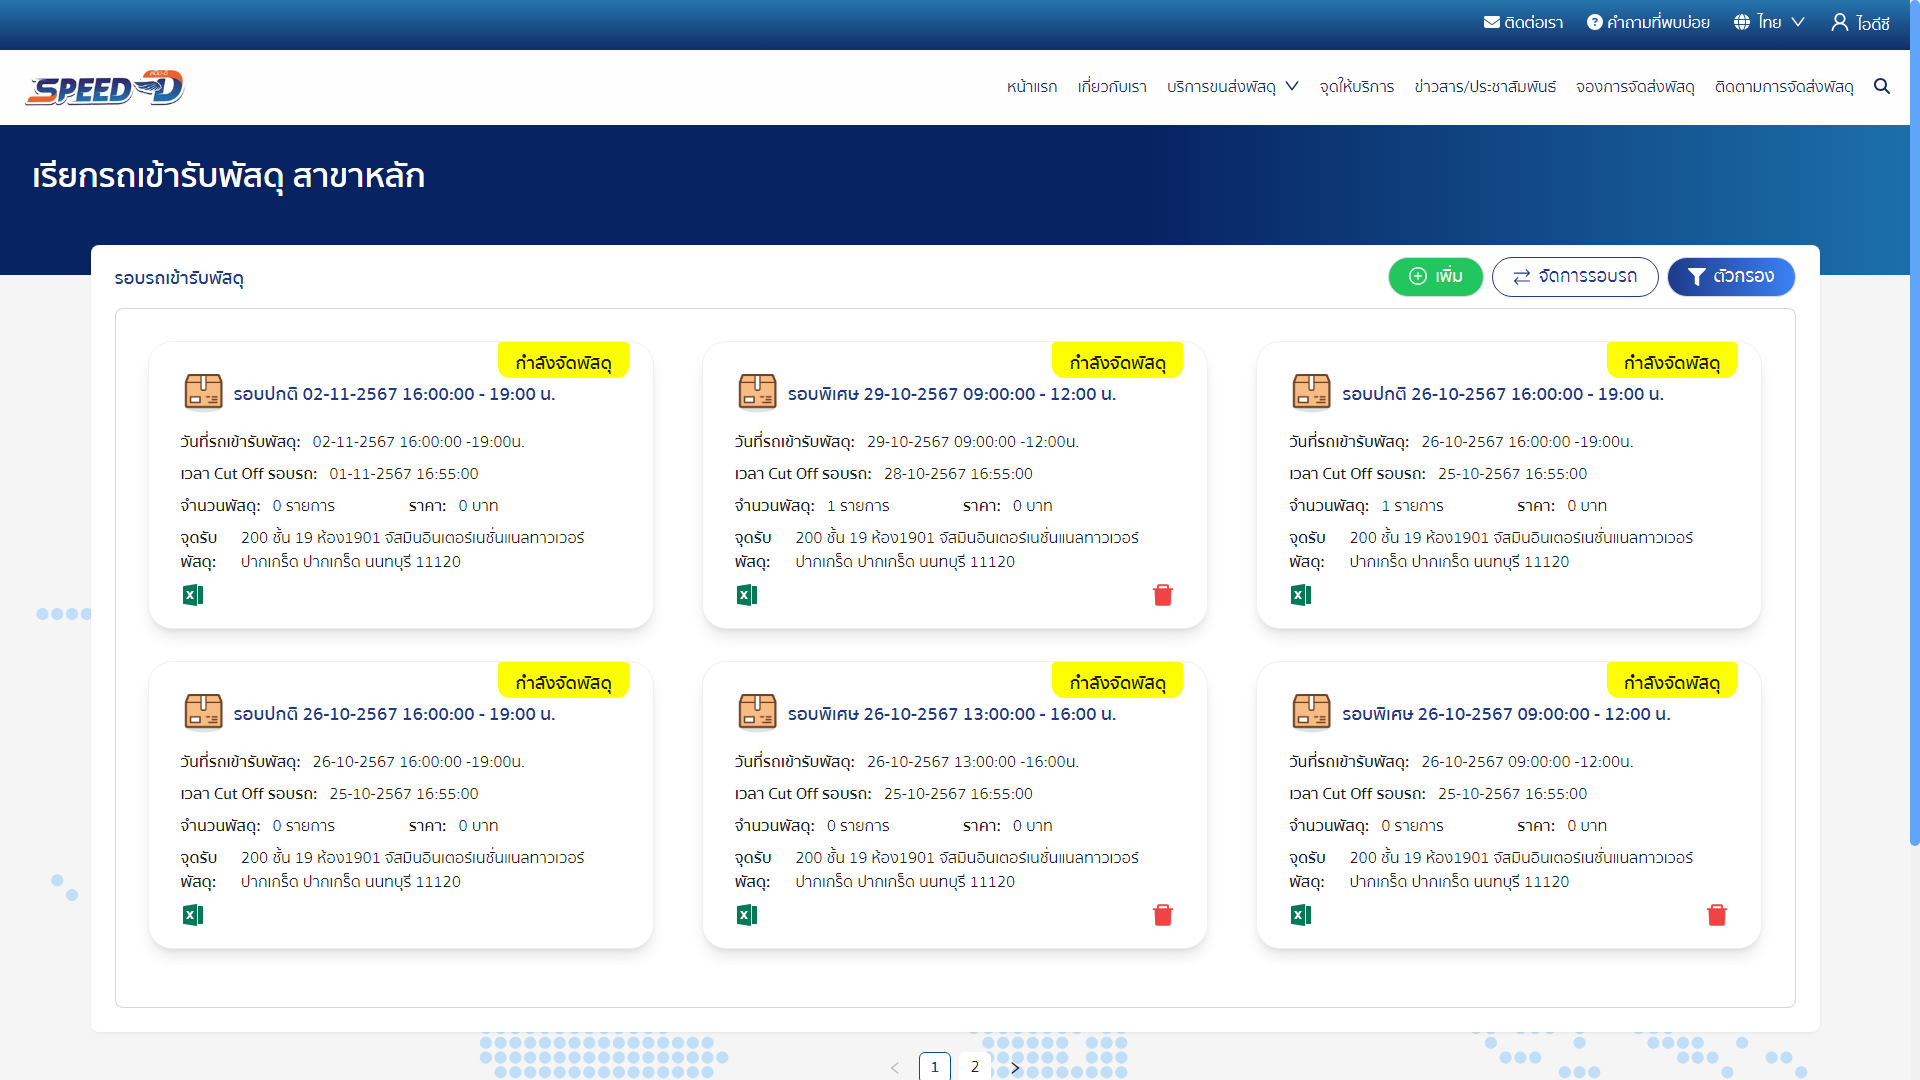 ติดต่อเรา คำถามที่พบบ่อย ไทย ไอดีซี
SPEED-D
หน้าแรก เกี่ยวกับเรา บริการขนส่งพัสดุ จุดให้บริการ ข่าวสาร/ประชาสัมพันธ์ จองการจัดส่งพัสดุ ติดตามการจัดส่งพัสดุ
เรียกรถเข้ารับพัสดุ สาขาหลัก
รอบรถเข้ารับพัสดุ
เพิ่ม จัดการรอบรถ ตัวกรอง
กำลังจัดพัสดุ
รอบปกติ 02-11-2567 16:00:00 - 19:00 น.
วันที่รถเข้ารับพัสดุ: 02-11-2567 16:00:00 -19:00น.
เวลา Cut Off รอบรถ: 01-11-2567 16:55:00
จำนวนพัสดุ: 0 รายการ ราคา: 0 บาท
จุดรับพัสดุ: 200 ชั้น 19 ห้อง1901 จัสมินอินเตอร์เนชั่นแนลทาวเวอร์
ปากเกร็ด ปากเกร็ด นนทบุรี 11120
กำลังจัดพัสดุ
รอบพิเศษ 29-10-2567 09:00:00 - 12:00 น.
วันที่รถเข้ารับพัสดุ: 29-10-2567 09:00:00 -12:00น.
เวลา Cut Off รอบรถ: 28-10-2567 16:55:00
จำนวนพัสดุ: 1 รายการ ราคา: 0 บาท
จุดรับพัสดุ: 200 ชั้น 19 ห้อง1901 จัสมินอินเตอร์เนชั่นแนลทาวเวอร์
ปากเกร็ด ปากเกร็ด นนทบุรี 11120
กำลังจัดพัสดุ
รอบปกติ 26-10-2567 16:00:00 - 19:00 น.
วันที่รถเข้ารับพัสดุ: 26-10-2567 16:00:00 -19:00น.
เวลา Cut Off รอบรถ: 25-10-2567 16:55:00
จำนวนพัสดุ: 1 รายการ ราคา: 0 บาท
จุดรับพัสดุ: 200 ชั้น 19 ห้อง1901 จัสมินอินเตอร์เนชั่นแนลทาวเวอร์
ปากเกร็ด ปากเกร็ด นนทบุรี 11120
กำลังจัดพัสดุ
รอบปกติ 26-10-2567 16:00:00 - 19:00 น.
วันที่รถเข้ารับพัสดุ: 26-10-2567 16:00:00 -19:00น.
เวลา Cut Off รอบรถ: 25-10-2567 16:55:00
จำนวนพัสดุ: 0 รายการ ราคา: 0 บาท
จุดรับพัสดุ: 200 ชั้น 19 ห้อง1901 จัสมินอินเตอร์เนชั่นแนลทาวเวอร์
ปากเกร็ด ปากเกร็ด นนทบุรี 11120
กำลังจัดพัสดุ
รอบพิเศษ 26-10-2567 13:00:00 - 16:00 น.
วันที่รถเข้ารับพัสดุ: 26-10-2567 13:00:00 -16:00น.
เวลา Cut Off รอบรถ: 25-10-2567 16:55:00
จำนวนพัสดุ: 0 รายการ ราคา: 0 บาท
จุดรับพัสดุ: 200 ชั้น 19 ห้อง1901 จัสมินอินเตอร์เนชั่นแนลทาวเวอร์
ปากเกร็ด ปากเกร็ด นนทบุรี 11120
กำลังจัดพัสดุ
รอบพิเศษ 26-10-2567 09:00:00 - 12:00 น.
วันที่รถเข้ารับพัสดุ: 26-10-2567 09:00:00 -12:00น.
เวลา Cut Off รอบรถ: 25-10-2567 16:55:00
จำนวนพัสดุ: 0 รายการ ราคา: 0 บาท
จุดรับพัสดุ: 200 ชั้น 19 ห้อง1901 จัสมินอินเตอร์เนชั่นแนลทาวเวอร์
ปากเกร็ด ปากเกร็ด นนทบุรี 11120
1 2